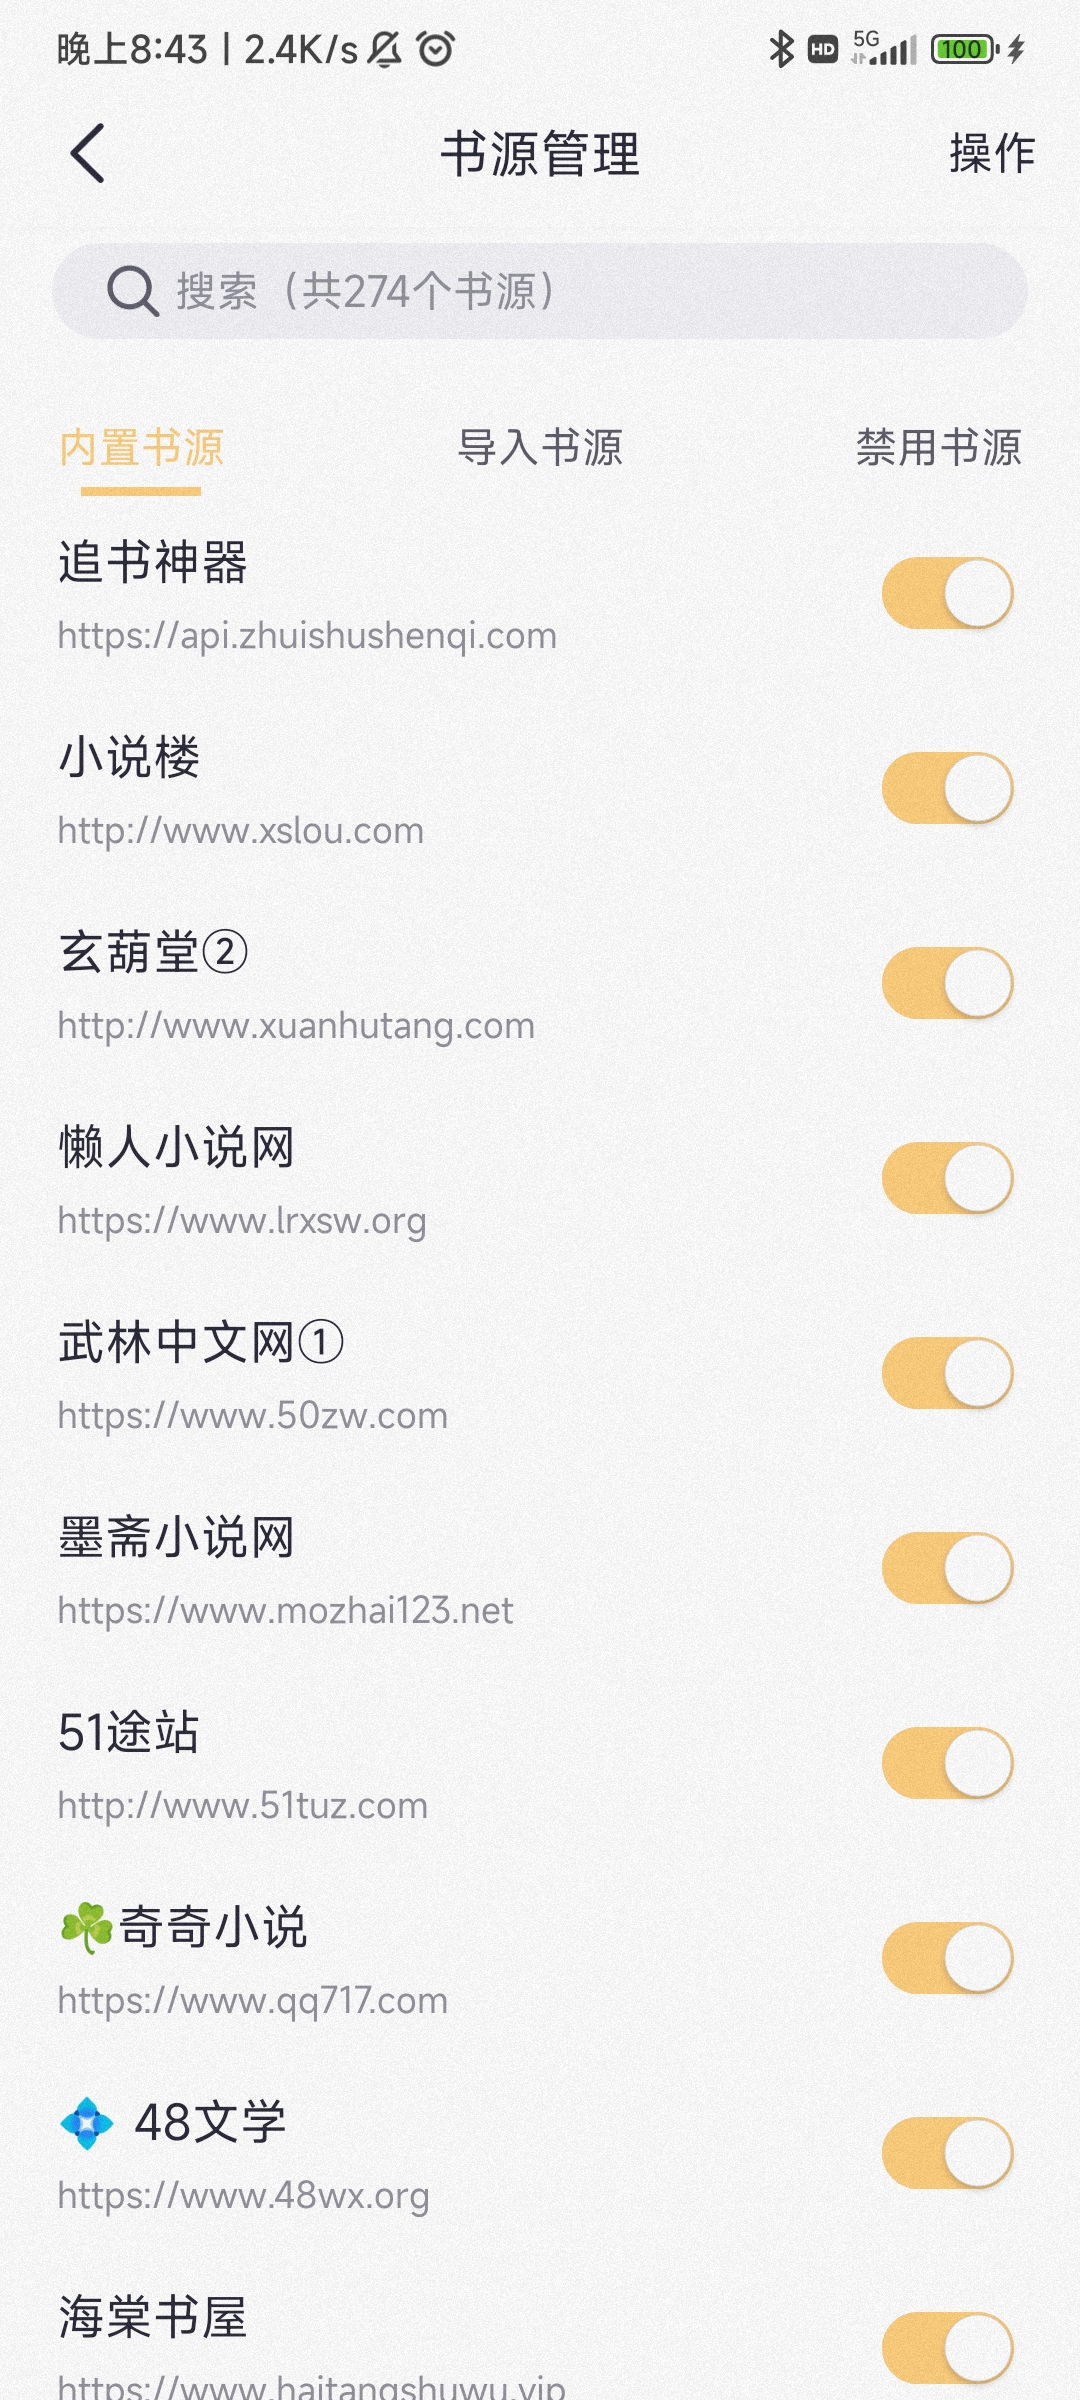 晚上8:43 | 2.4K/s
HD 5G 100
书源管理
操作
搜索（共274个书源）
内置书源 导入书源 禁用书源
追书神器
https://api.zhuishushenqi.com
小说楼
http://www.xslou.com
玄葫堂②
http://www.xuanhutang.com
懒人小说网
https://www.lrxsw.org
武林中文网①
https://www.50zw.com
墨斋小说网
https://www.mozhai123.net
51途站
http://www.51tuz.com
☘️奇奇小说
https://www.qq717.com
💠 48文学
https://www.48wx.org
海棠书屋
https://www.haitangshuwu.vip